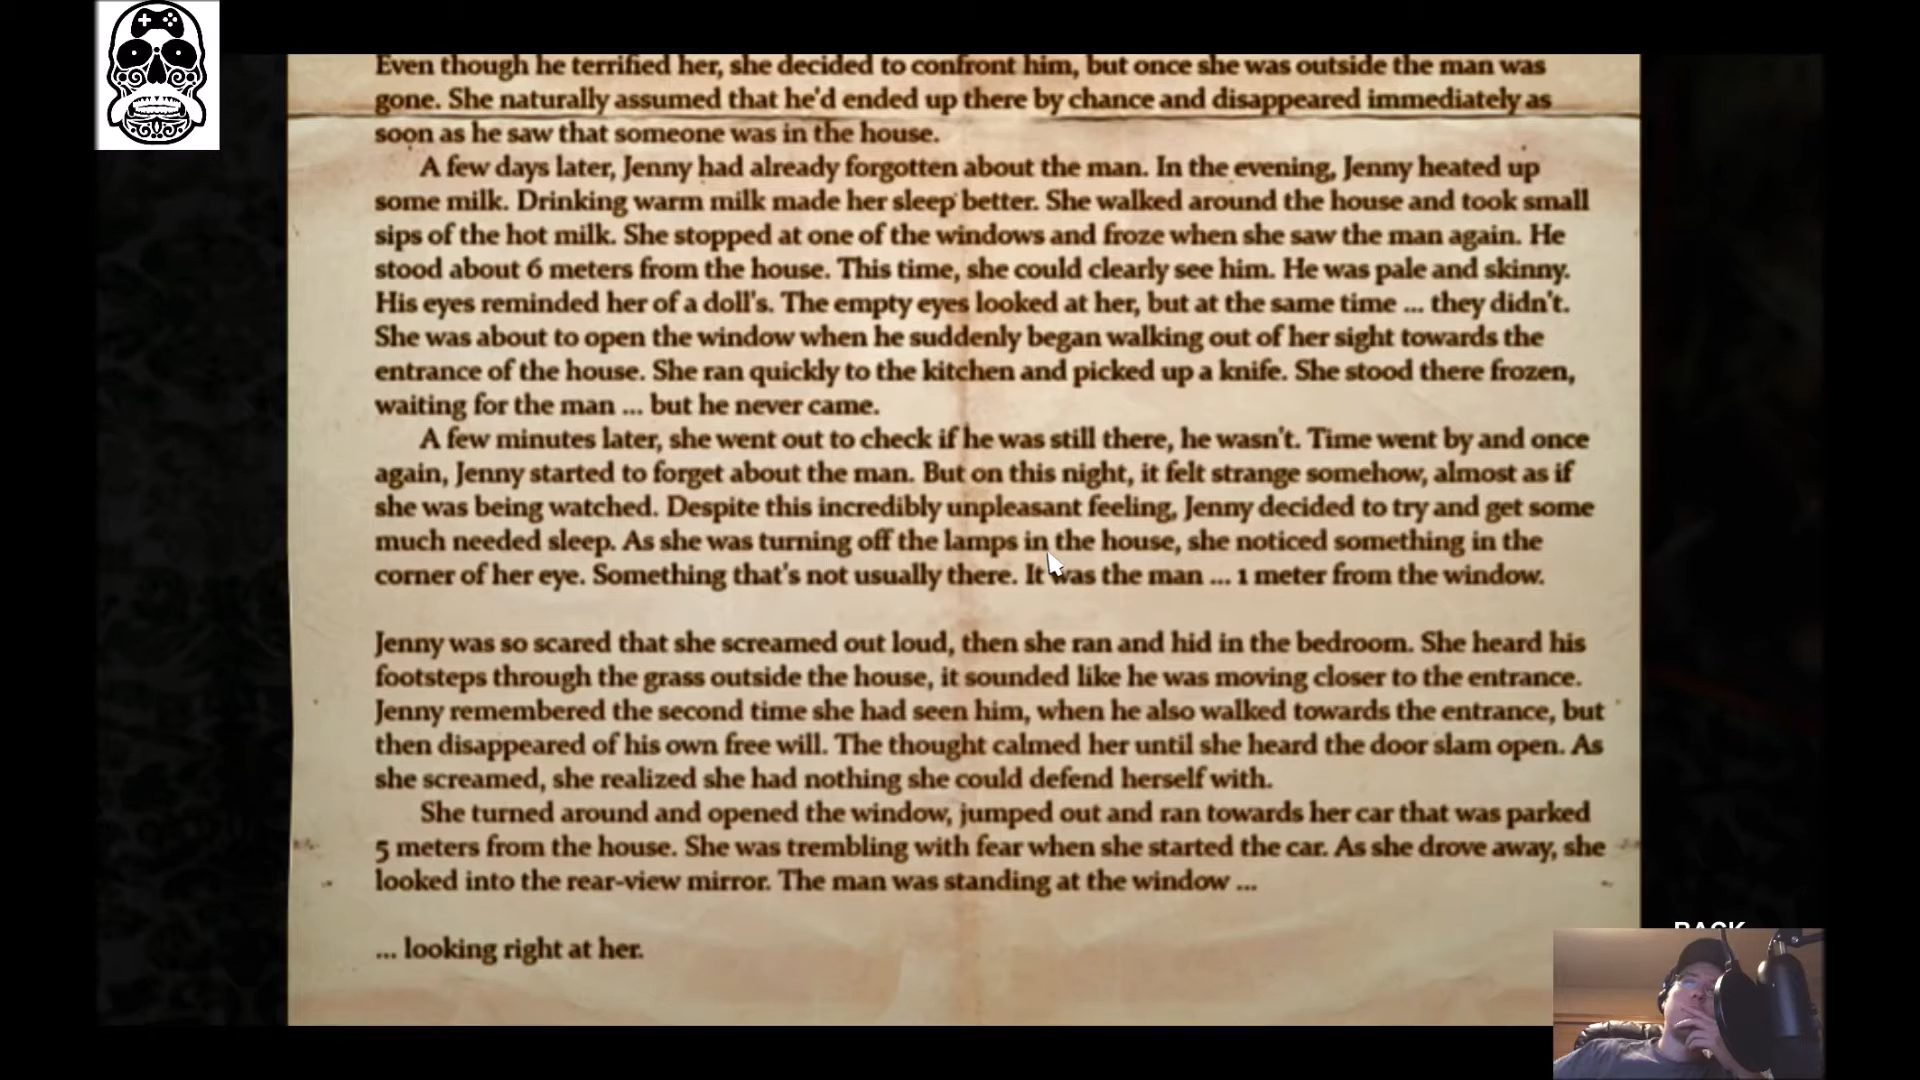 Even though he terrified her, she decided to confront him, but once she was outside the man was
gone. She naturally assumed that he'd ended up there by chance and disappeared immediately as
soon as he saw that someone was in the house.
A few days later, Jenny had already forgotten about the man. In the evening, Jenny heated up
some milk. Drinking warm milk made her sleep better. She walked around the house and took small
sips of the hot milk. She stopped at one of the windows and froze when she saw the man again. He
stood about 6 meters from the house. This time, she could clearly see him. He was pale and skinny.
His eyes reminded her of a doll's. The empty eyes looked at her, but at the same time ... they didn't.
She was about to open the window when he suddenly began walking out of her sight towards the
entrance of the house. She ran quickly to the kitchen and picked up a knife. She stood there frozen,
waiting for the man ... but he never came.
A few minutes later, she went out to check if he was still there, he wasn't. Time went by and once
again, Jenny started to forget about the man. But on this night, it felt strange somehow, almost as if
she was being watched. Despite this incredibly unpleasant feeling, Jenny decided to try and get some
much needed sleep. As she was turning off the lamps in the house, she noticed something in the
corner of her eye. Something that's not usually there. It was the man ... 1 meter from the window.
Jenny was so scared that she screamed out loud, then she ran and hid in the bedroom. She heard his
footsteps through the grass outside the house, it sounded like he was moving closer to the entrance.
Jenny remembered the second time she had seen him, when he also walked towards the entrance, but
then disappeared of his own free will. The thought calmed her until she heard the door slam open. As
she screamed, she realized she had nothing she could defend herself with.
She turned around and opened the window, jumped out and ran towards her car that was parked
5 meters from the house. She was trembling with fear when she started the car. As she drove away, she
looked into the rear-view mirror. The man was standing at the window ...
... looking right at her.
BACK